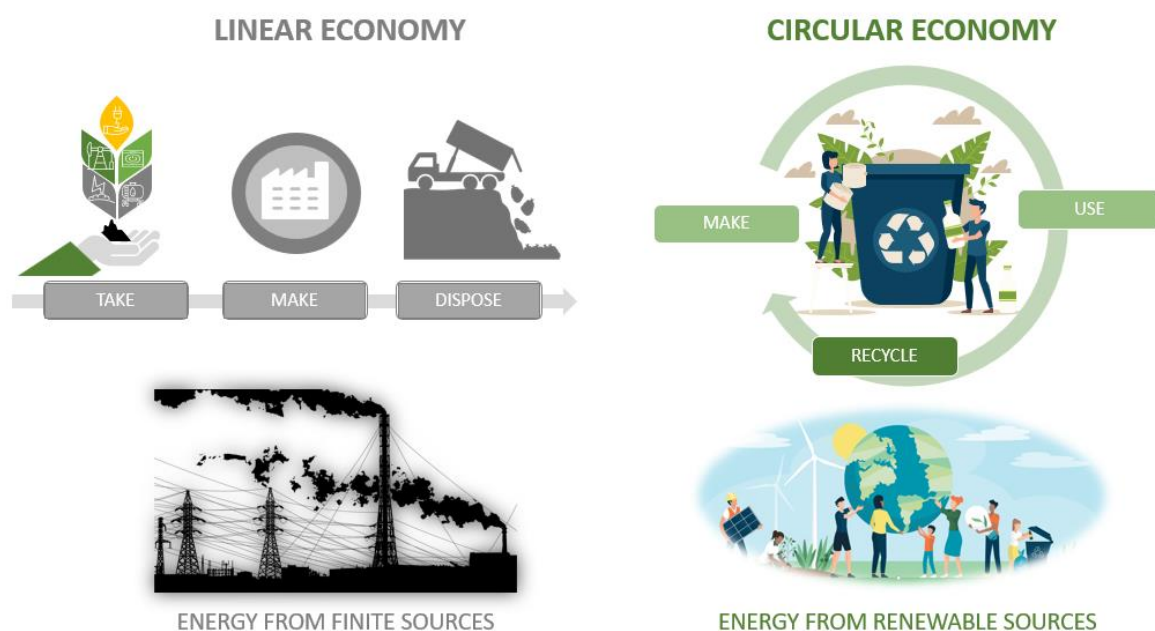 LINEAR ECONOMY
TAKE
MAKE
DISPOSE
ENERGY FROM FINITE SOURCES
CIRCULAR ECONOMY
MAKE
USE
RECYCLE
ENERGY FROM RENEWABLE SOURCES